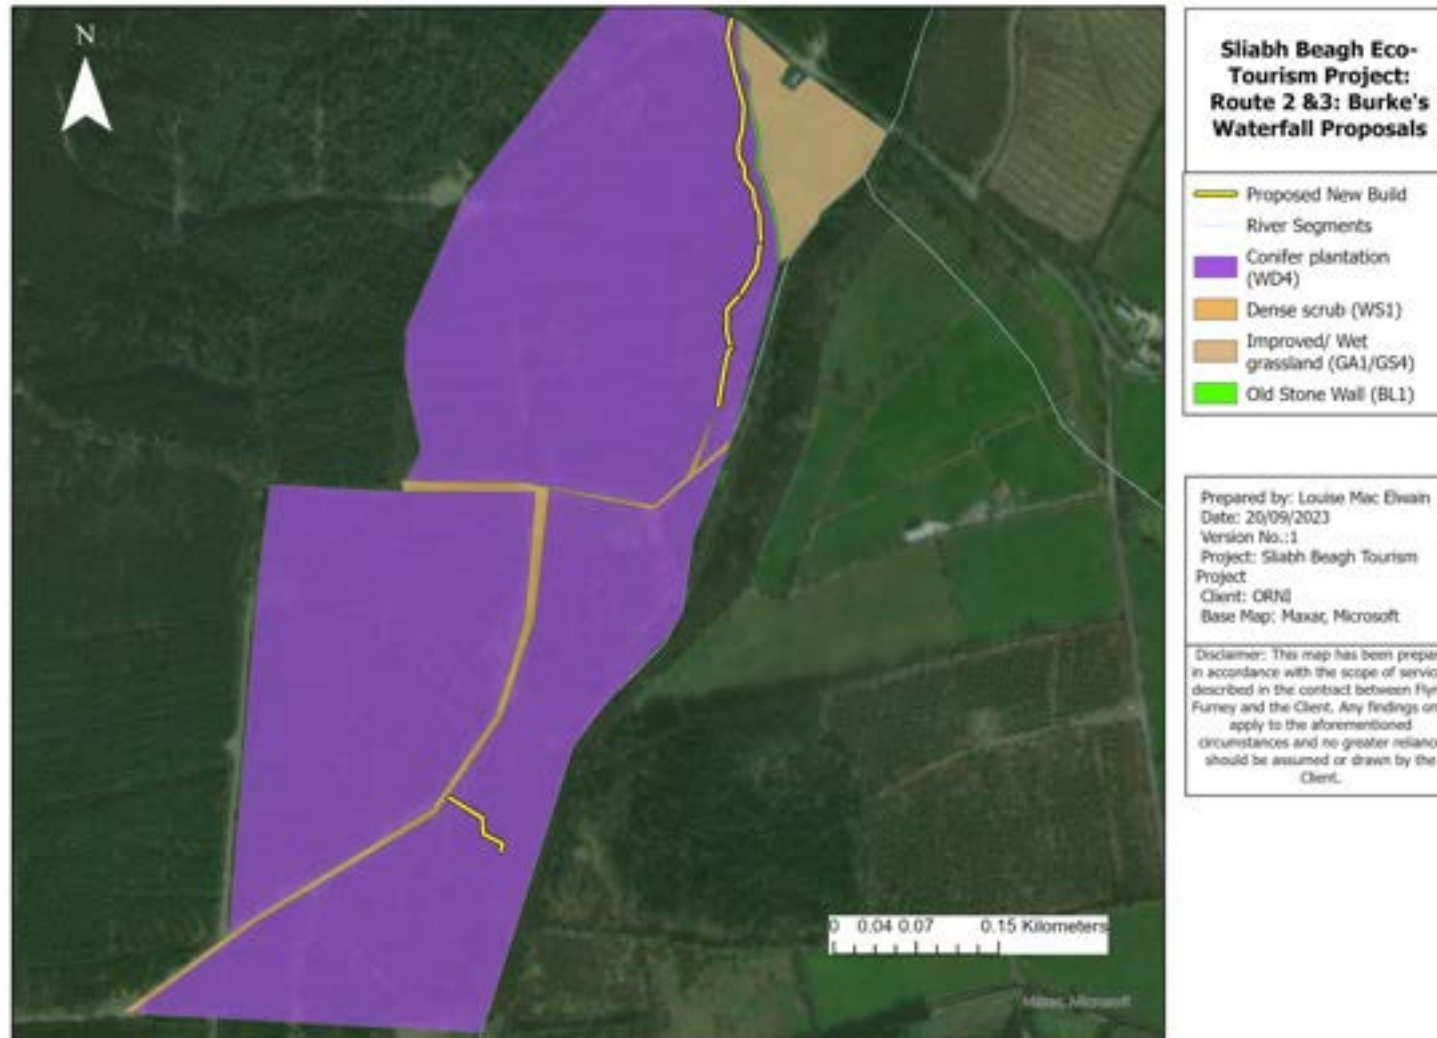 N
Sliabh Beagh Eco-
Tourism Project:
Route 2 &3: Burke's
Waterfall Proposals
Proposed New Build
River Segments
Conifer plantation
(WD4)
Dense scrub (WS1)
Improved/ Wet
grassland (GA1/GS4)
Old Stone Wall (BL1)
Prepared by: Louise Mac Elwain
Date: 20/09/2023
Version No.:1
Project: Sliabh Beagh Tourism
Project
Client: ORNI
Base Map: Maxar, Microsoft
Disclaimer: This map has been prepar
in accordance with the scope of servic
described in the contract between Fly
Furney and the Client. Any findings on
apply to the aforementioned
circumstances and no greater relianc
should be assumed or drawn by the
Client.
0 0.04 0.07 0.15 Kilometers
Maxar, Microsoft